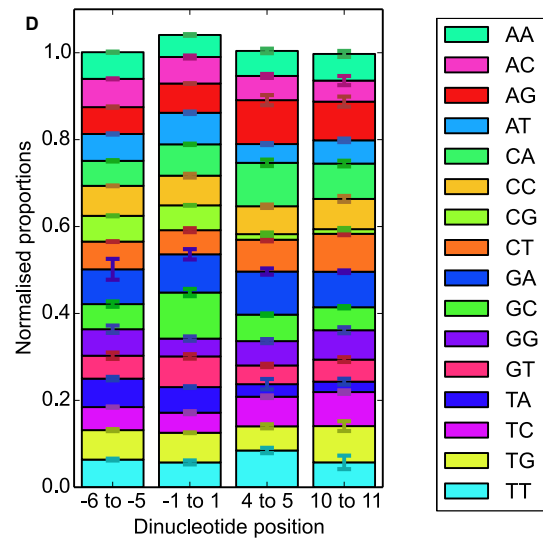 D
Normalised proportions
1.0
0.8
0.6
0.4
0.2
0.0
-6 to -5
-1 to 1
4 to 5
10 to 11
Dinucleotide position
AA
AC
AG
AT
CA
CC
CG
CT
GA
GC
GG
GT
TA
TC
TG
TT